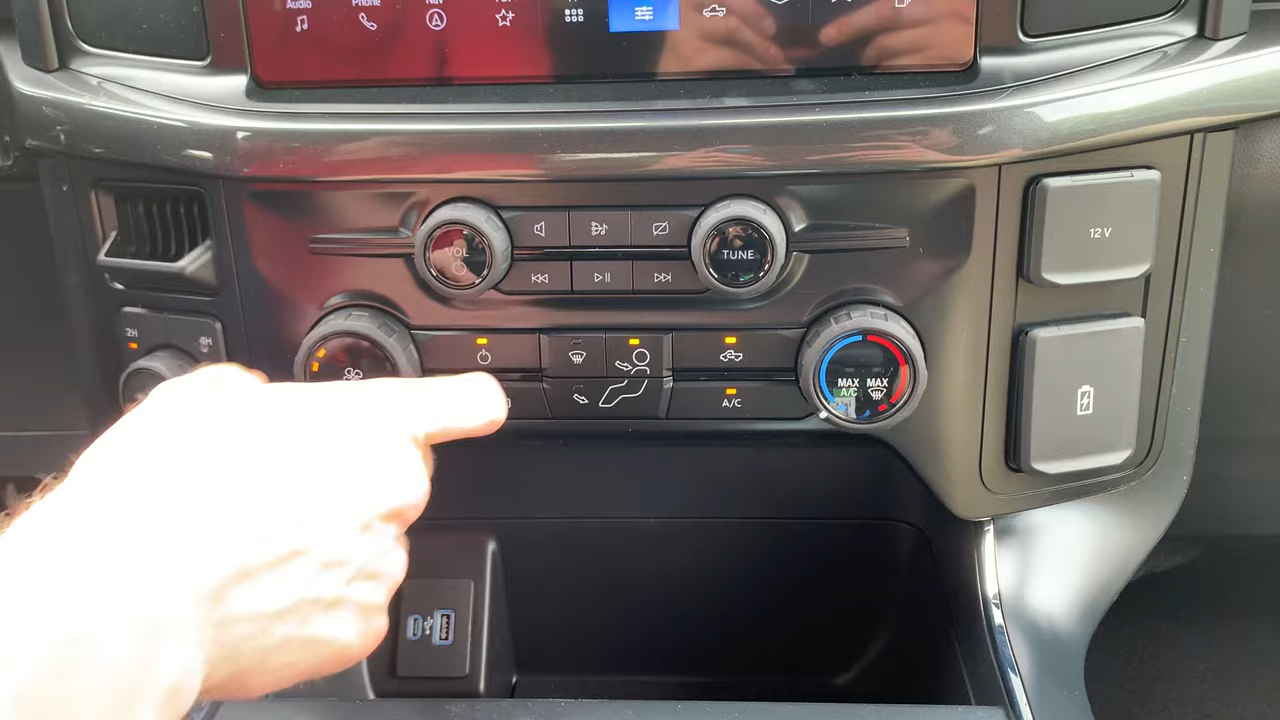 Audio
Phone
Nav
VOL
TUNE
12 V
2H
4H
A/C
MAX MAX
A/C